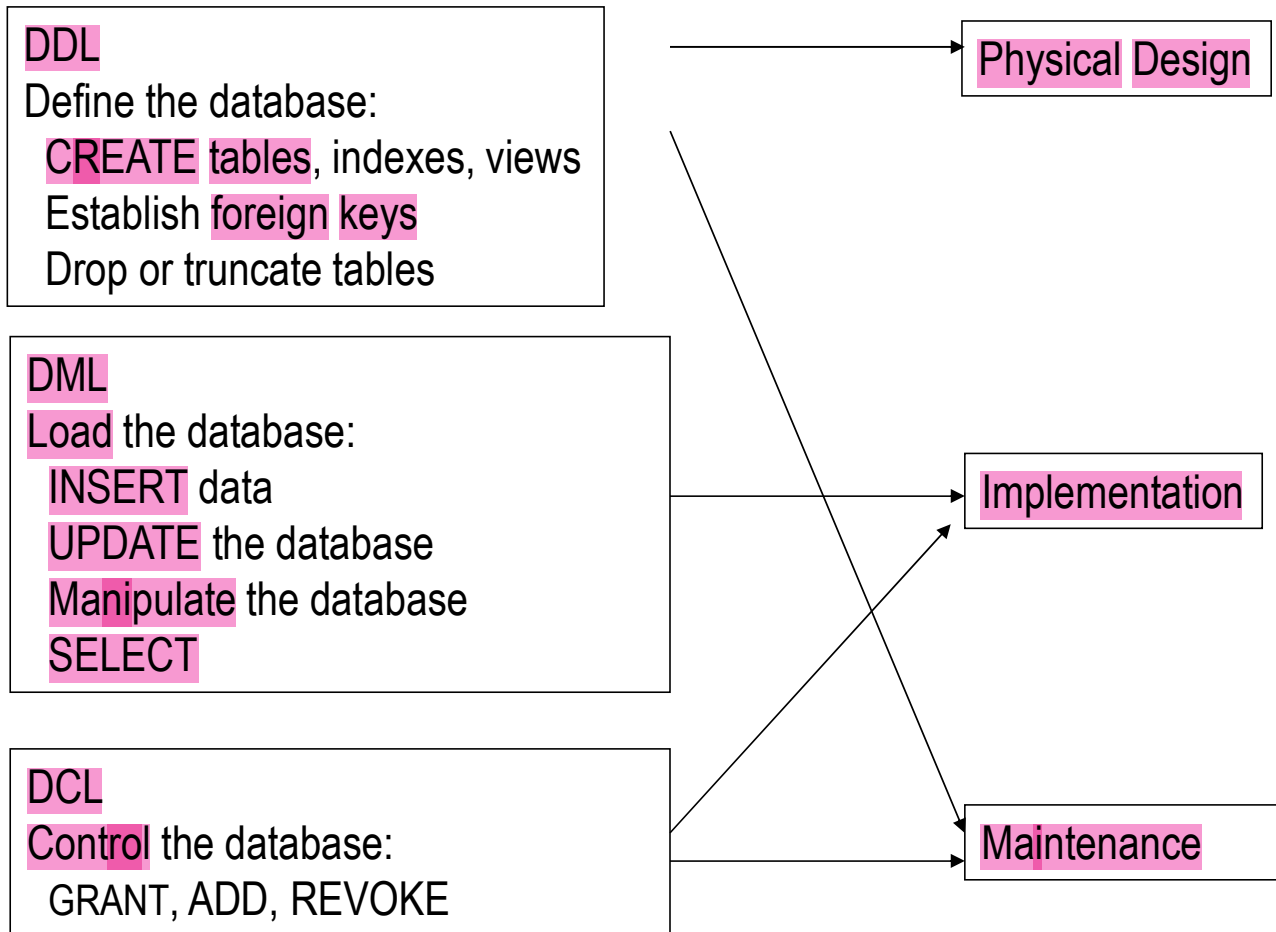 DDL
Define the database:
CREATE tables, indexes, views
Establish foreign keys
Drop or truncate tables
Physical Design
DML
Load the database:
INSERT data
UPDATE the database
Manipulate the database
SELECT
Implementation
DCL
Control the database:
GRANT, ADD, REVOKE
Maintenance